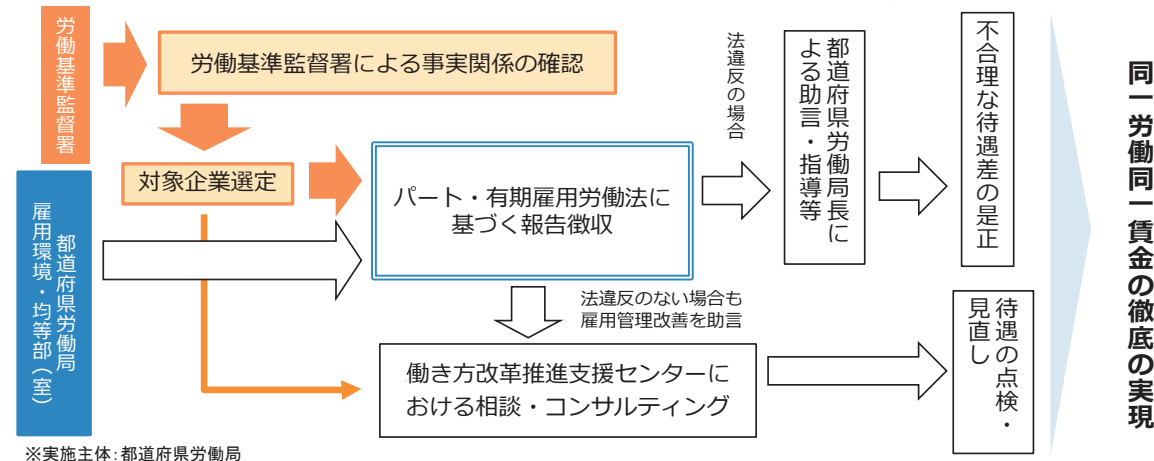 労働基準監督署
労働基準監督署による事実関係の確認
対象企業選定
都道府県労働局
雇用環境・均等部（室）
パート・有期雇用労働法に
基づく報告徴収
法違反の場合
都道府県労働局長に
よる助言・指導等
不合理な待遇差の是正
法違反のない場合も
雇用管理改善を助言
働き方改革推進支援センターに
おける相談・コンサルティング
待遇の点検・
見直し
同一労働同一賃金の徹底の実現
※実施主体：都道府県労働局